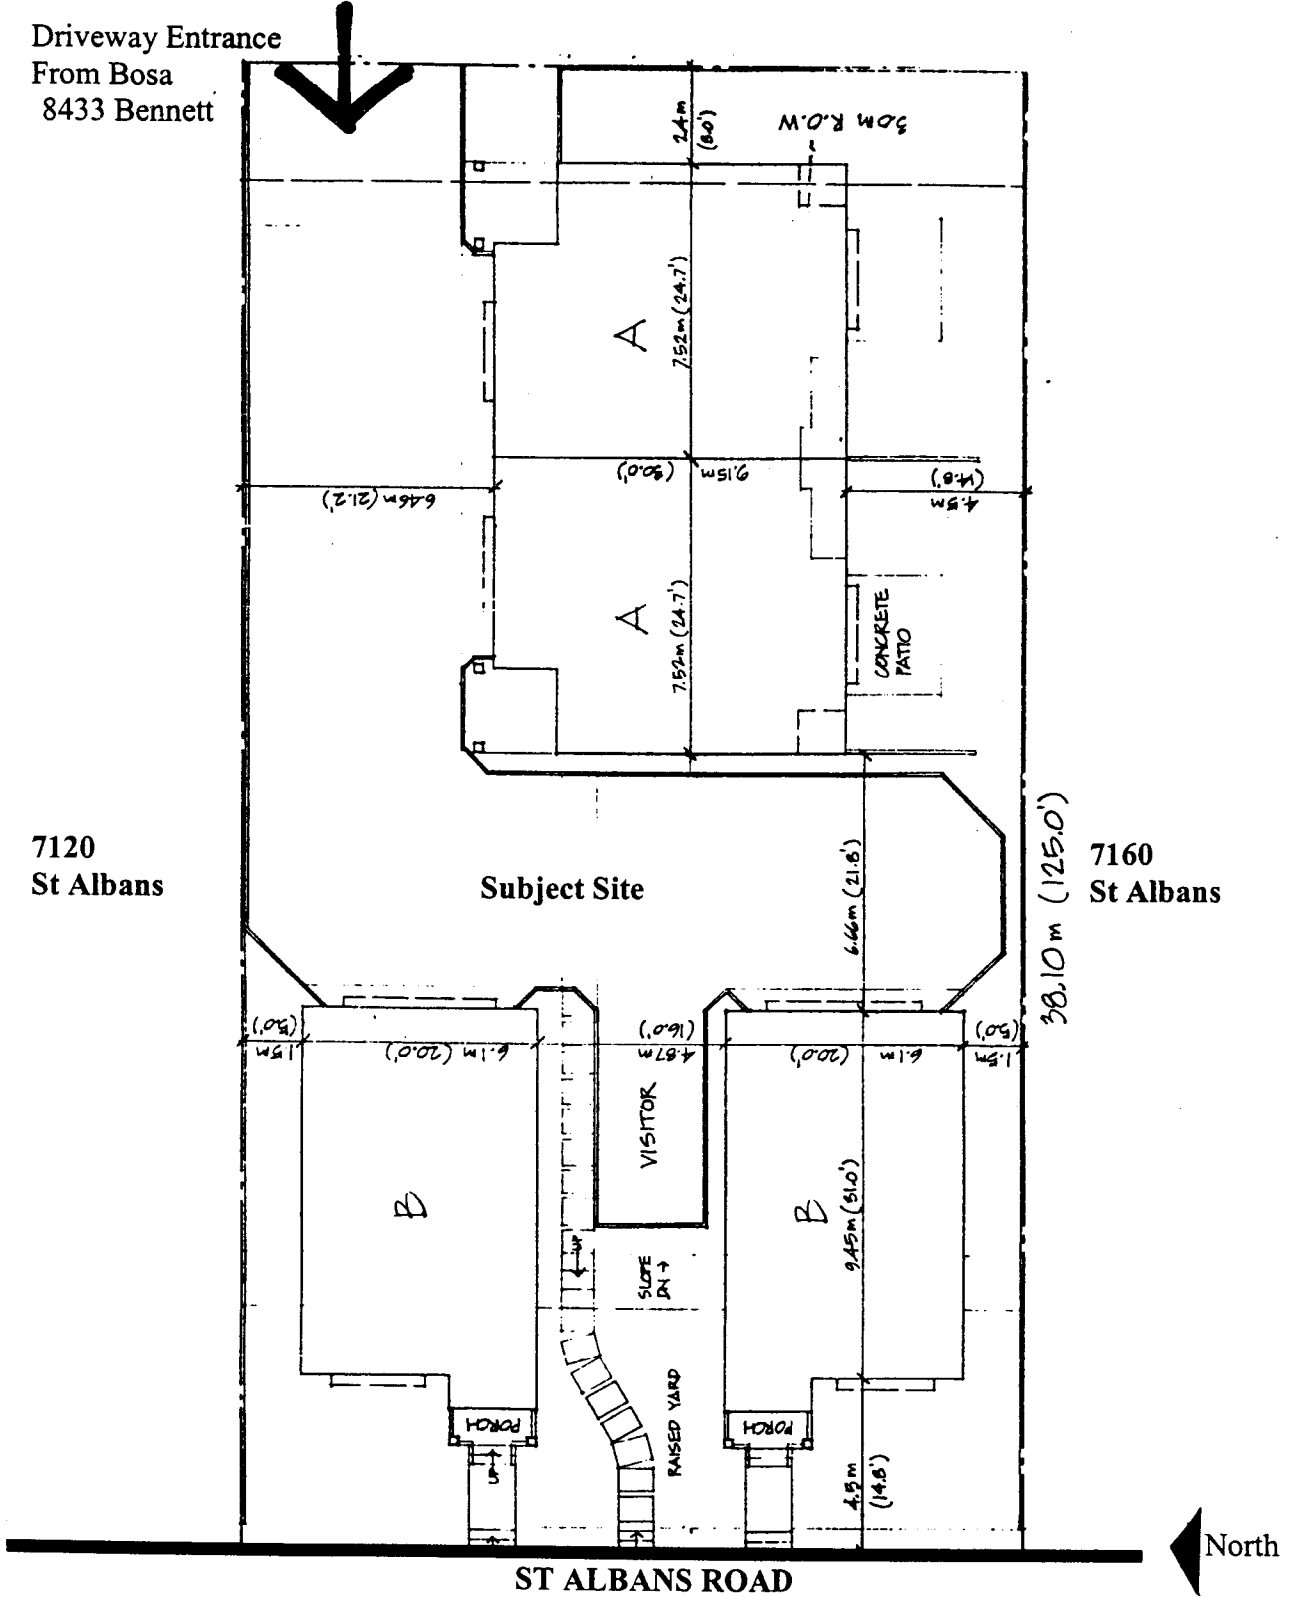 Driveway Entrance
From Bosa
8433 Bennett
2.4m
(8.0')
3.0m R.O.W
A
7.52m (24.7')
9.15m
(30.0')
6.46m (21.2')
(14.8')
4.5m
A
7.52m (24.7')
CONCRETE
PATIO
7120
St Albans
Subject Site
6.66m (21.8')
38.10m (125.0')
7160
St Albans
(5.0')
1.5m
6.1m (20.0')
(16.0')
4.87m
6.1m (20.0')
(5.0')
1.5m
VISITOR
B
B
9.45m (31.0')
UP
SLOPE
DN →
RAISED YARD
PORCH
PORCH
UP
4.5m
(14.8')
North
ST ALBANS ROAD